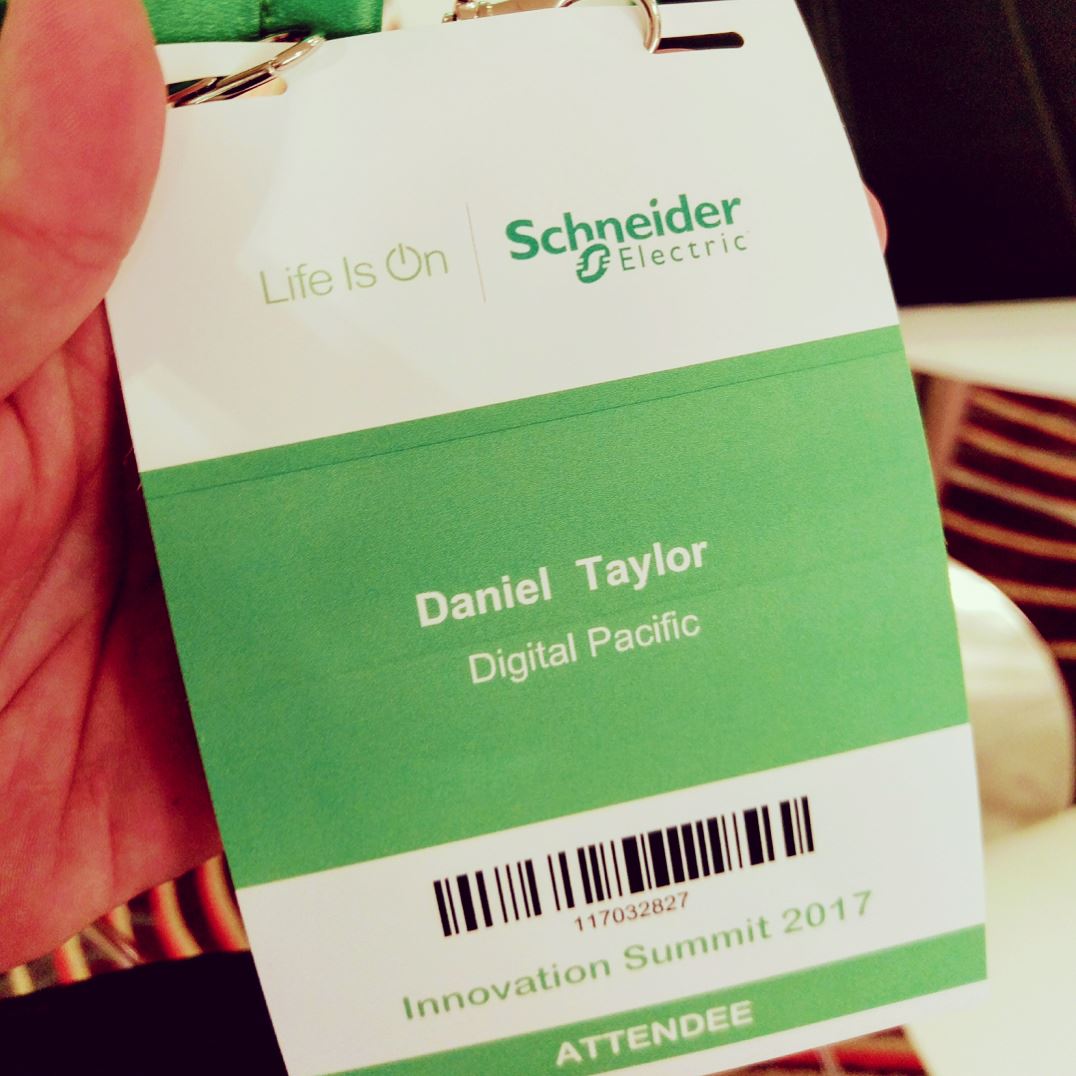 Life Is On
Schneider
Electric
Daniel Taylor
Digital Pacific
117032827
Innovation Summit 2017
ATTENDEE